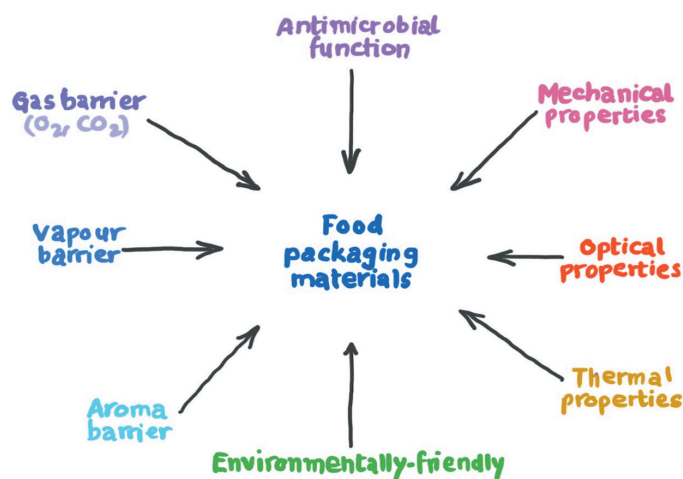 Antimicrobial
function
Gas barrier
(O₂, CO₂)
Mechanical
properties
Vapour
barrier
Food
packaging
materials
Optical
properties
Aroma
barrier
Thermal
properties
Environmentally-friendly